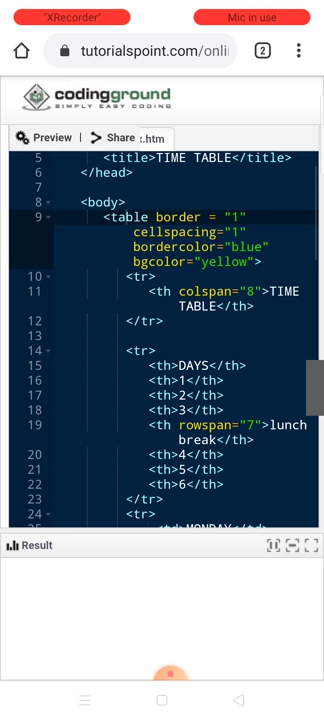 "XRecorder" Mic in use
tutorialspoint.com/onli 2
codingground
SIMPLY EASY CODING
Preview | Share :.htm
5 <title>TIME TABLE</title>
6 </head>
7
8 <body>
9 <table border = "1"
cellspacing="1"
bordercolor="blue"
bgcolor="yellow">
10 <tr>
11 <th colspan="8">TIME
TABLE</th>
12 </tr>
13
14 <tr>
15 <th>DAYS</th>
16 <th>1</th>
17 <th>2</th>
18 <th>3</th>
19 <th rowspan="7">lunch
break</th>
20 <th>4</th>
21 <th>5</th>
22 <th>6</th>
23 </tr>
24 <tr>
25 <td>MONDAY</td>
Result